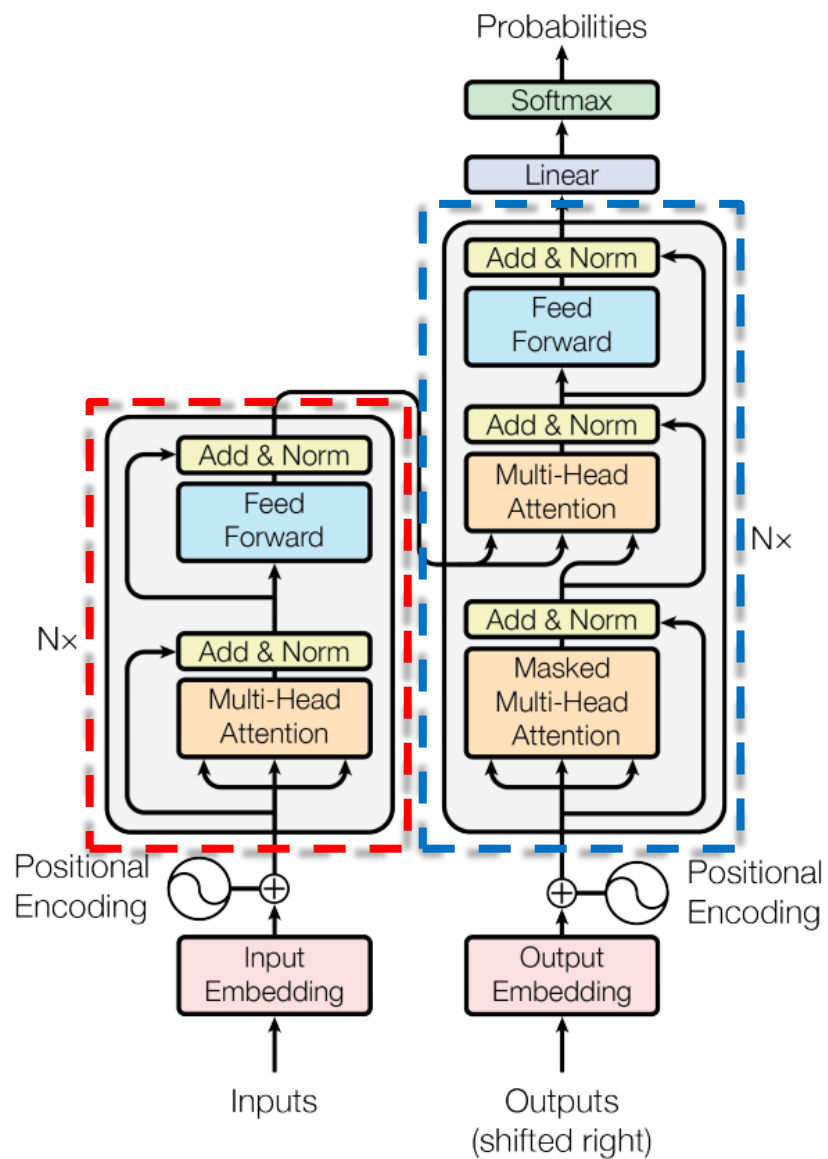 Probabilities
Softmax
Linear
Add & Norm
Feed
Forward
Add & Norm
Multi-Head
Attention
Add & Norm
Masked
Multi-Head
Attention
N×
Add & Norm
Feed
Forward
Add & Norm
Multi-Head
Attention
N×
Positional
Encoding
Positional
Encoding
Input
Embedding
Output
Embedding
Inputs
Outputs
(shifted right)